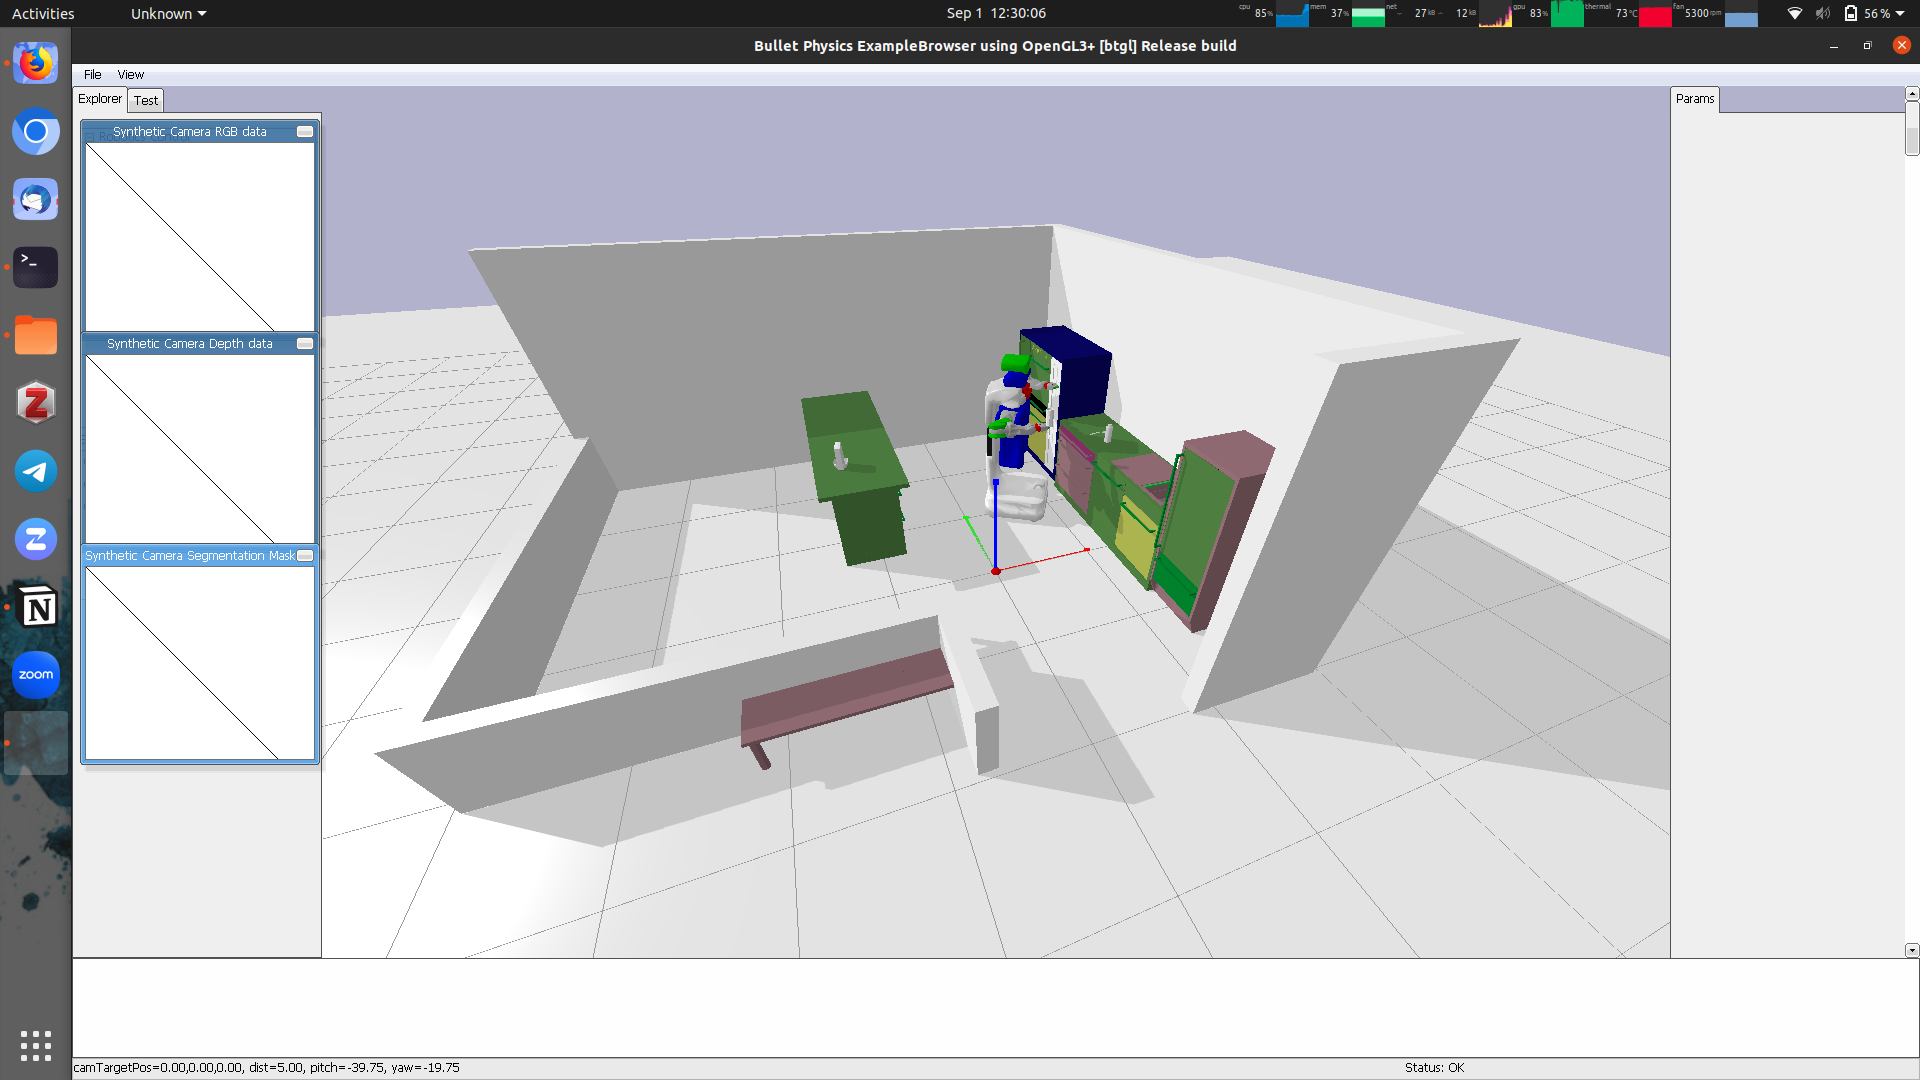 Activities
Unknown
Sep 1 12:30:06
cpu 85% mem 37% net 27 kB 12 kB gpu 83% thermal 73°C fan 5300 rpm
56 %
Bullet Physics ExampleBrowser using OpenGL3+ [btgl] Release build
File View
Explorer Test
Params
Synthetic Camera RGB data
Synthetic Camera Depth data
Synthetic Camera Segmentation Mask
>_
Z
Z
N
zoom
camTargetPos=0.00,0.00,0.00, dist=5.00, pitch=-39.75, yaw=-19.75
Status: OK